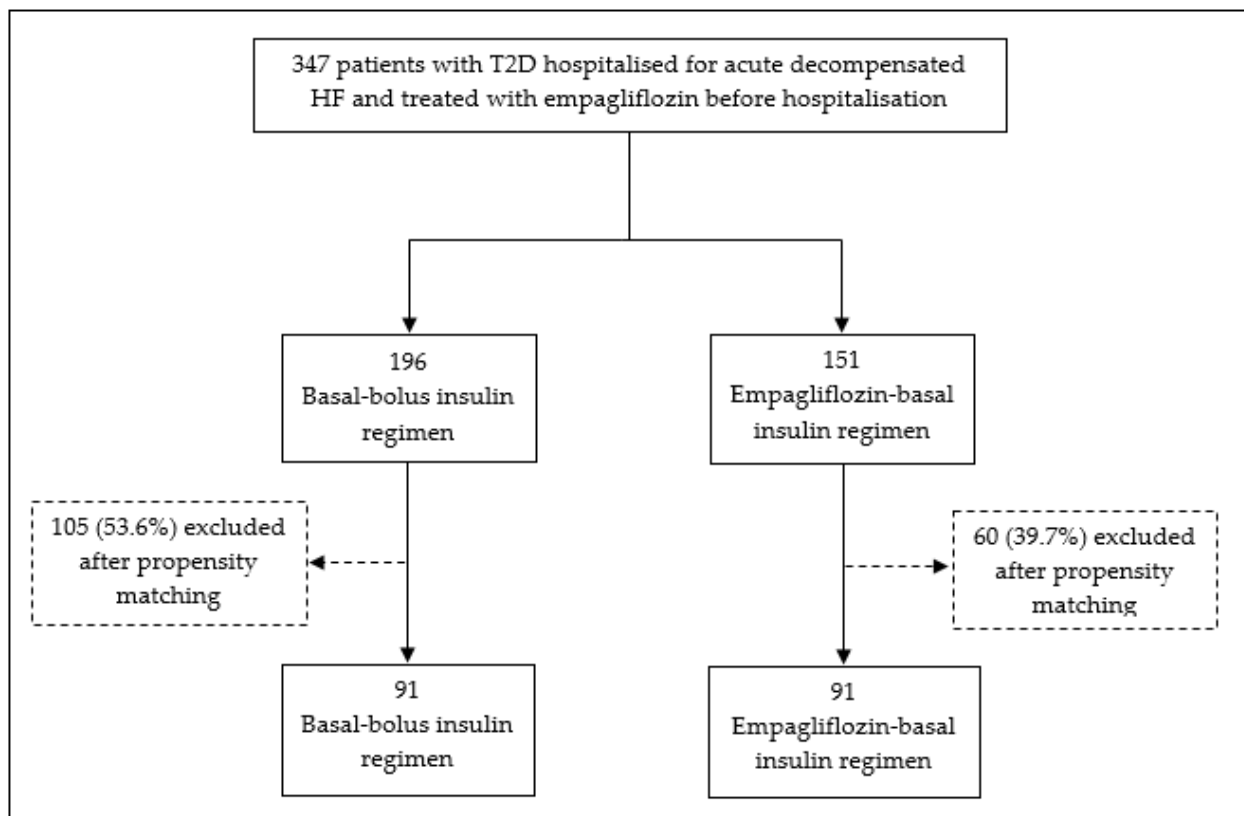 347 patients with T2D hospitalised for acute decompensated
HF and treated with empagliflozin before hospitalisation
196
Basal-bolus insulin
regimen
151
Empagliflozin-basal
insulin regimen
105 (53.6%) excluded
after propensity
matching
60 (39.7%) excluded
after propensity
matching
91
Basal-bolus insulin
regimen
91
Empagliflozin-basal
insulin regimen